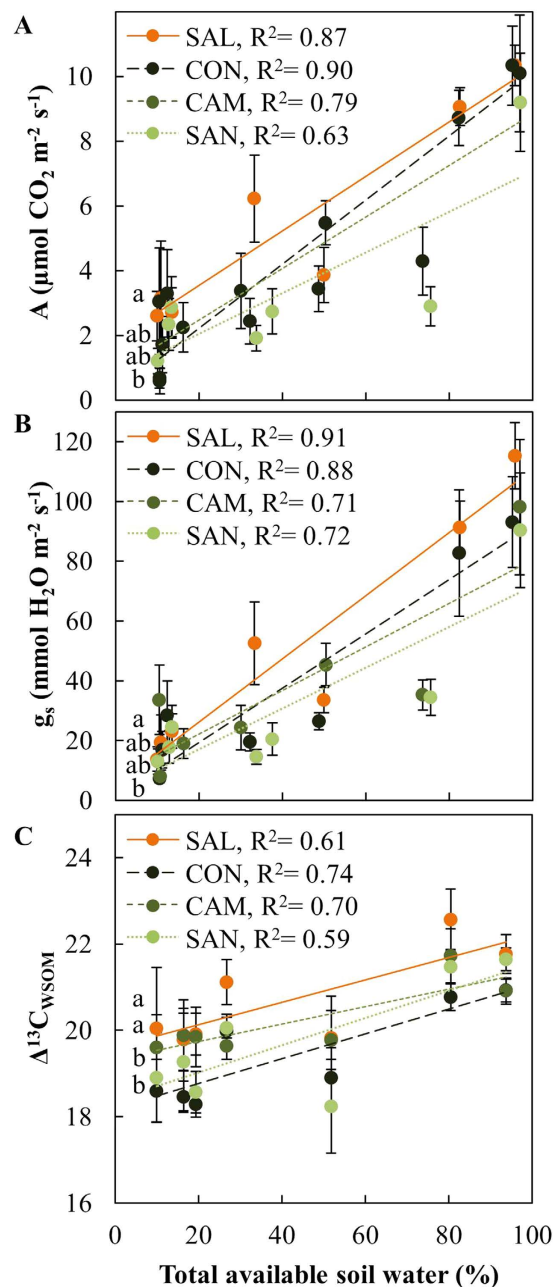 A
SAL, R²= 0.87
CON, R²= 0.90
CAM, R²= 0.79
SAN, R²= 0.63
A (µmol CO₂ m⁻² s⁻¹)
10
8
6
4
2
0
a
ab
ab
b
B
SAL, R²= 0.91
CON, R²= 0.88
CAM, R²= 0.71
SAN, R²= 0.72
gₛ (mmol H₂O m⁻² s⁻¹)
120
100
80
60
40
20
0
a
ab
ab
b
C
SAL, R²= 0.61
CON, R²= 0.74
CAM, R²= 0.70
SAN, R²= 0.59
Δ¹³C_WSOM
24
22
20
18
16
a
a
b
b
0 20 40 60 80 100
Total available soil water (%)